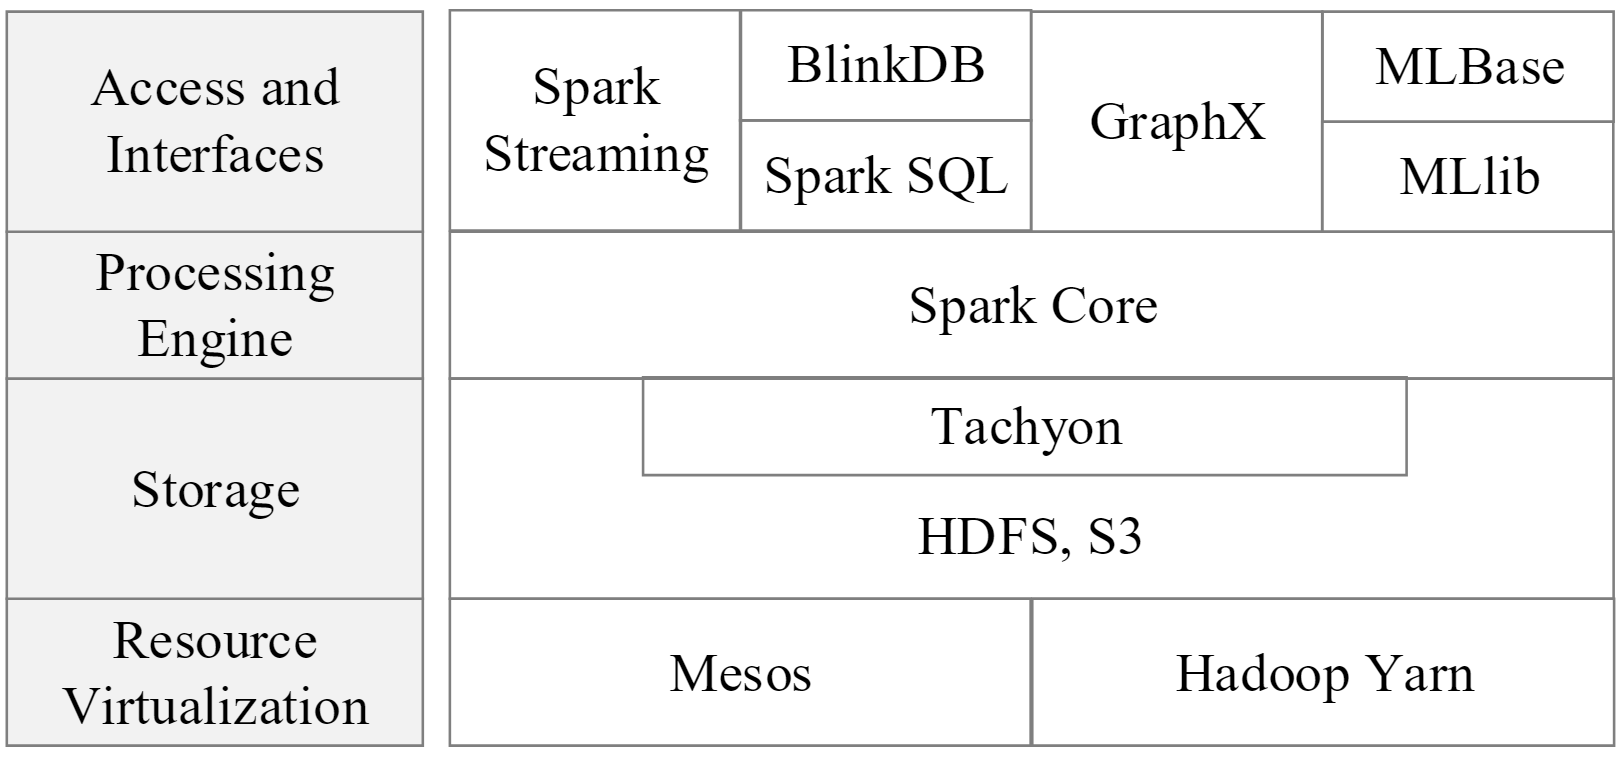 Access and
Interfaces
Spark
Streaming
BlinkDB
Spark SQL
GraphX
MLBase
MLlib
Processing
Engine
Spark Core
Storage
Tachyon
HDFS, S3
Resource
Virtualization
Mesos
Hadoop Yarn